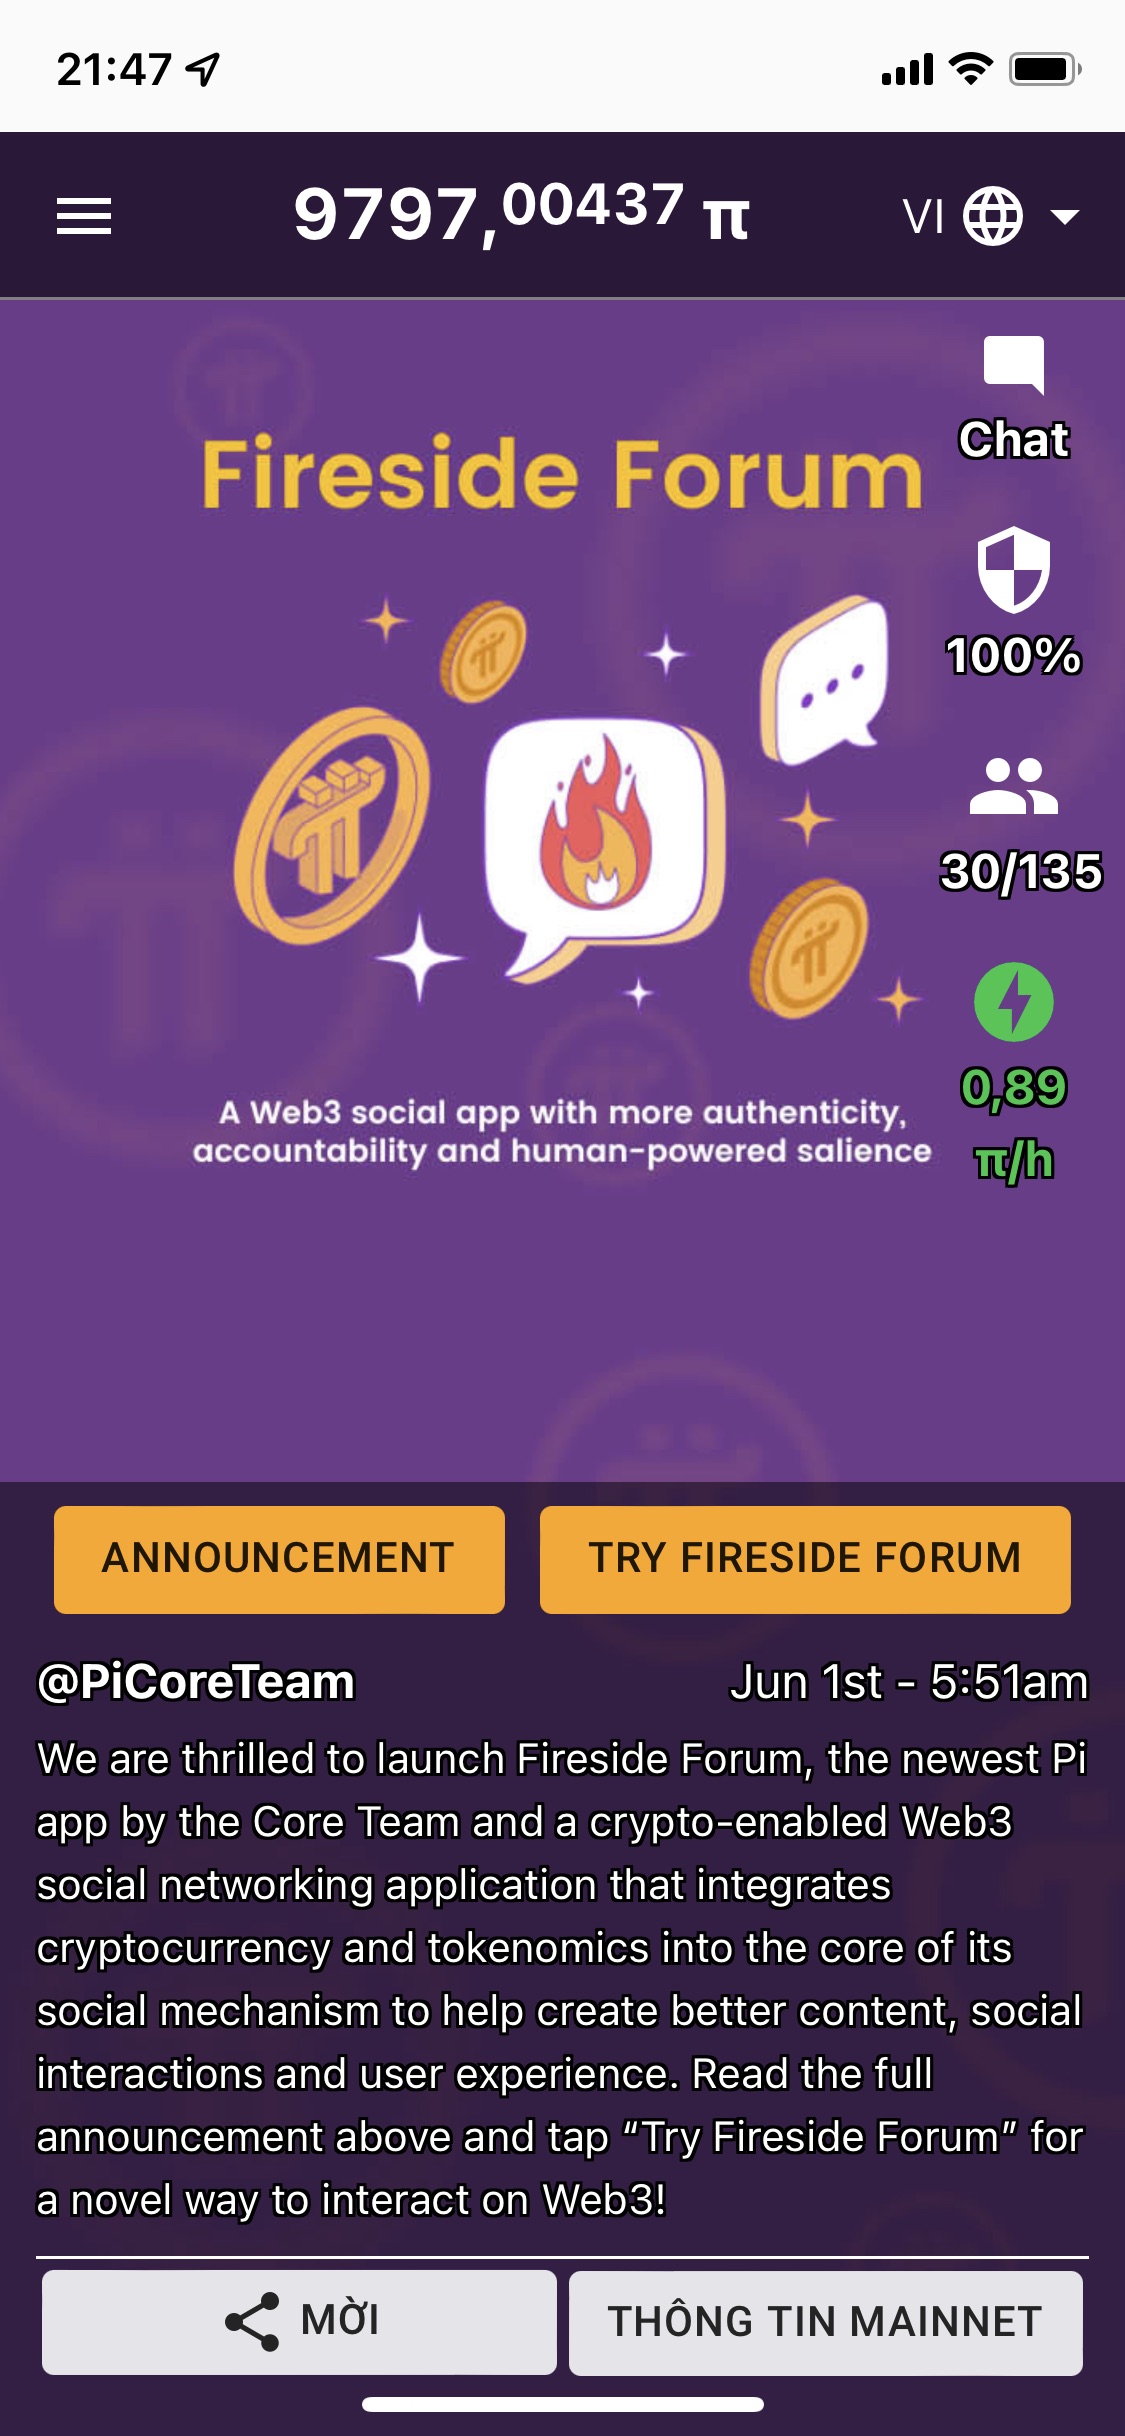 21:47
9797,00437 π
VI
Fireside Forum
Chat
100%
30/135
0,89
π/h
A Web3 social app with more authenticity,
accountability and human-powered salience
ANNOUNCEMENT
TRY FIRESIDE FORUM
@PiCoreTeam
Jun 1st - 5:51am
We are thrilled to launch Fireside Forum, the newest Pi
app by the Core Team and a crypto-enabled Web3
social networking application that integrates
cryptocurrency and tokenomics into the core of its
social mechanism to help create better content, social
interactions and user experience. Read the full
announcement above and tap “Try Fireside Forum” for
a novel way to interact on Web3!
MỜI
THÔNG TIN MAINNET